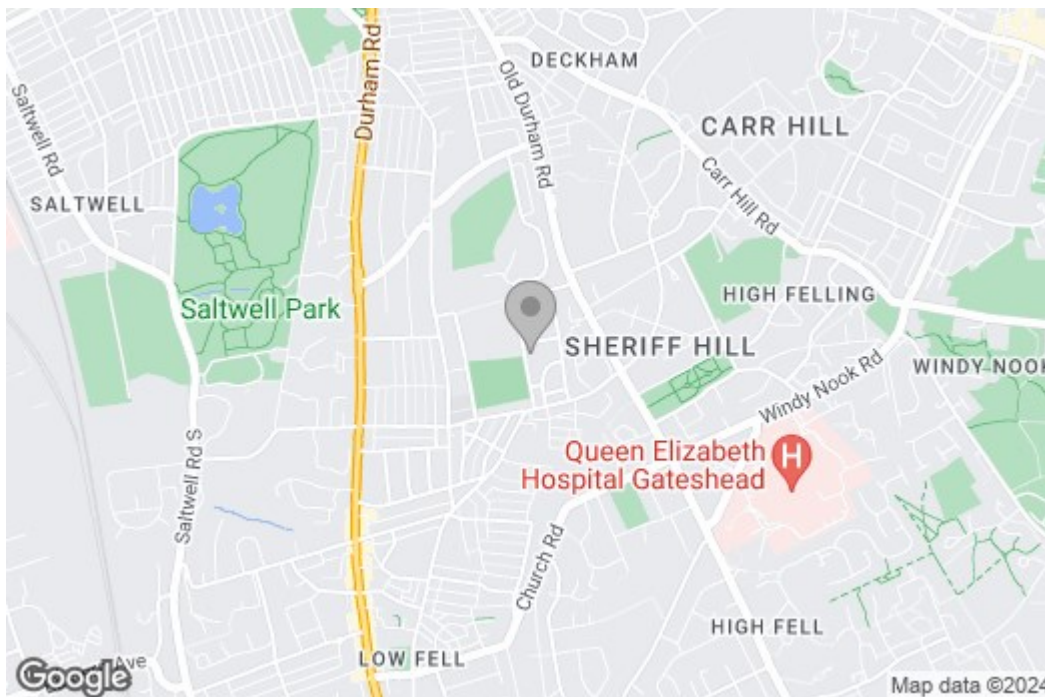 DECKHAM
Durham Rd
Old Durham Rd
CARR HILL
Saltwell Rd
Carr Hill Rd
SALTWELL
Saltwell Park
HIGH FELLING
SHERIFF HILL
WINDY NOOK
Windy Nook Rd
Queen Elizabeth
Hospital Gateshead
H
Saltwell Rd S
Church Rd
HIGH FELL
LOW FELL
Ave
Google
Map data ©2024